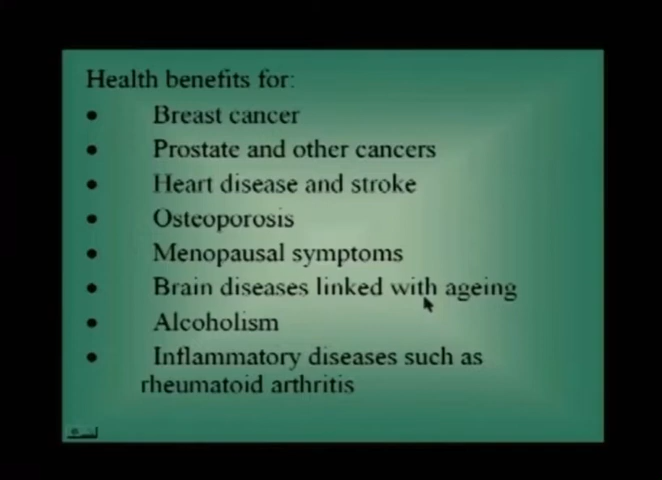 Health benefits for:
• Breast cancer
• Prostate and other cancers
• Heart disease and stroke
• Osteoporosis
• Menopausal symptoms
• Brain diseases linked with ageing
• Alcoholism
• Inflammatory diseases such as
rheumatoid arthritis